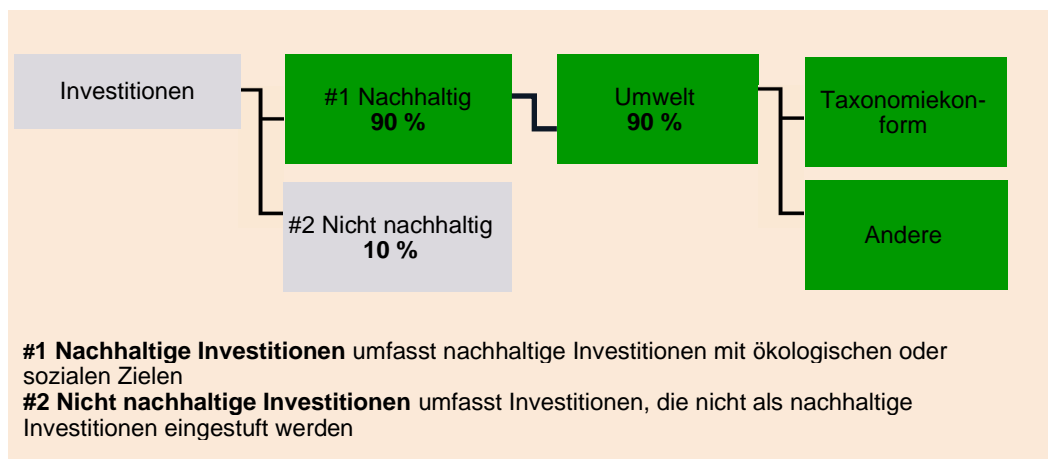 Investitionen
#1 Nachhaltig
90 %
Umwelt
90 %
Taxonomiekon-
form
#2 Nicht nachhaltig
10 %
Andere
#1 Nachhaltige Investitionen umfasst nachhaltige Investitionen mit ökologischen oder
sozialen Zielen
#2 Nicht nachhaltige Investitionen umfasst Investitionen, die nicht als nachhaltige
Investitionen eingestuft werden